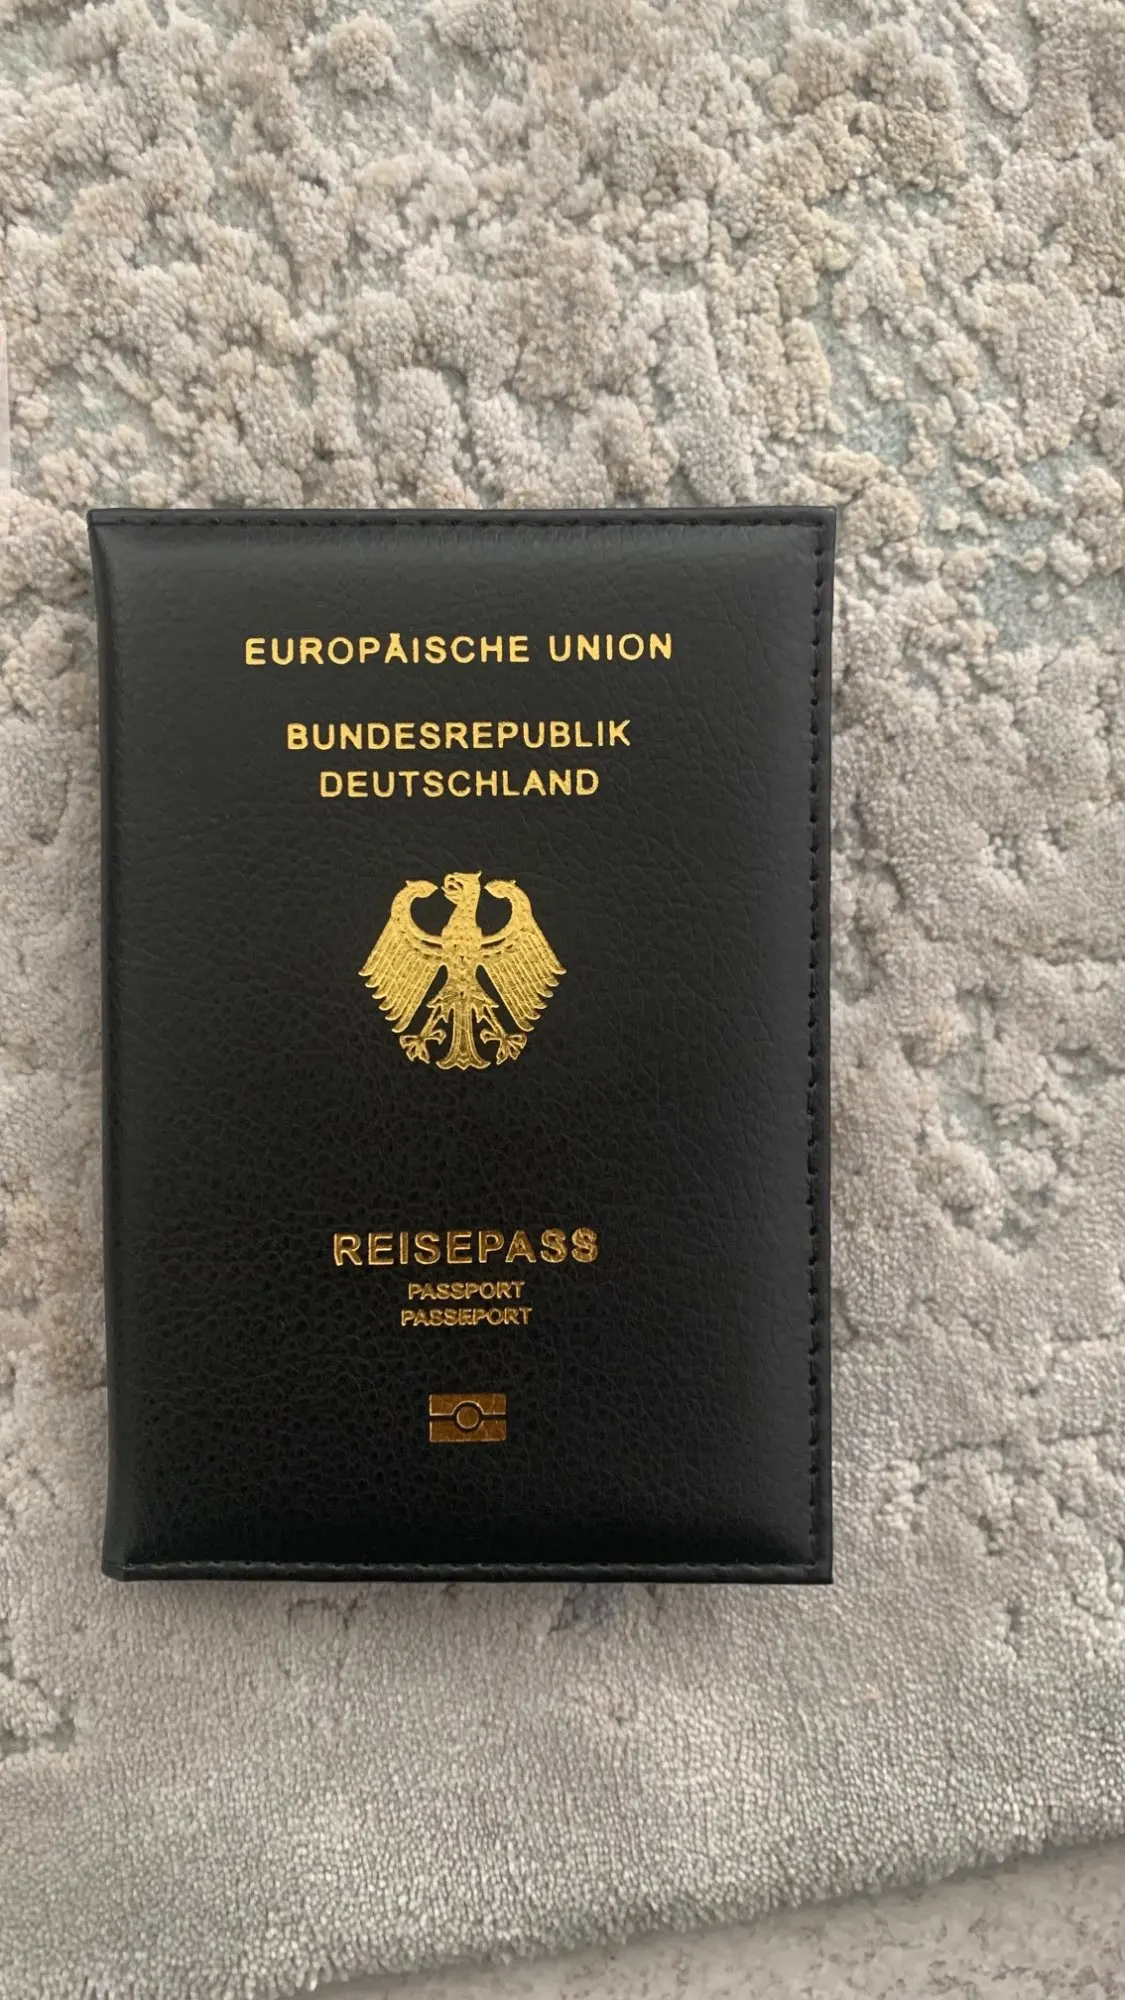 EUROPÄISCHE UNION
BUNDESREPUBLIK
DEUTSCHLAND
REISEPASS
PASSPORT
PASSEPORT